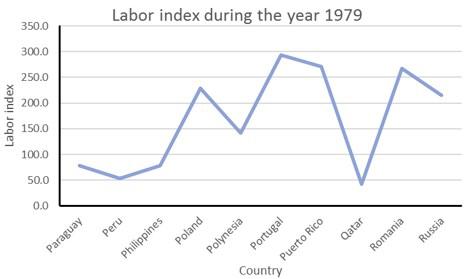 Labor index during the year 1979
350.0
300.0
250.0
200.0
150.0
100.0
50.0
0.0
Labor index
Paraguay
Peru
Philippines
Poland
Polynesia
Portugal
Puerto Rico
Qatar
Romania
Russia
Country